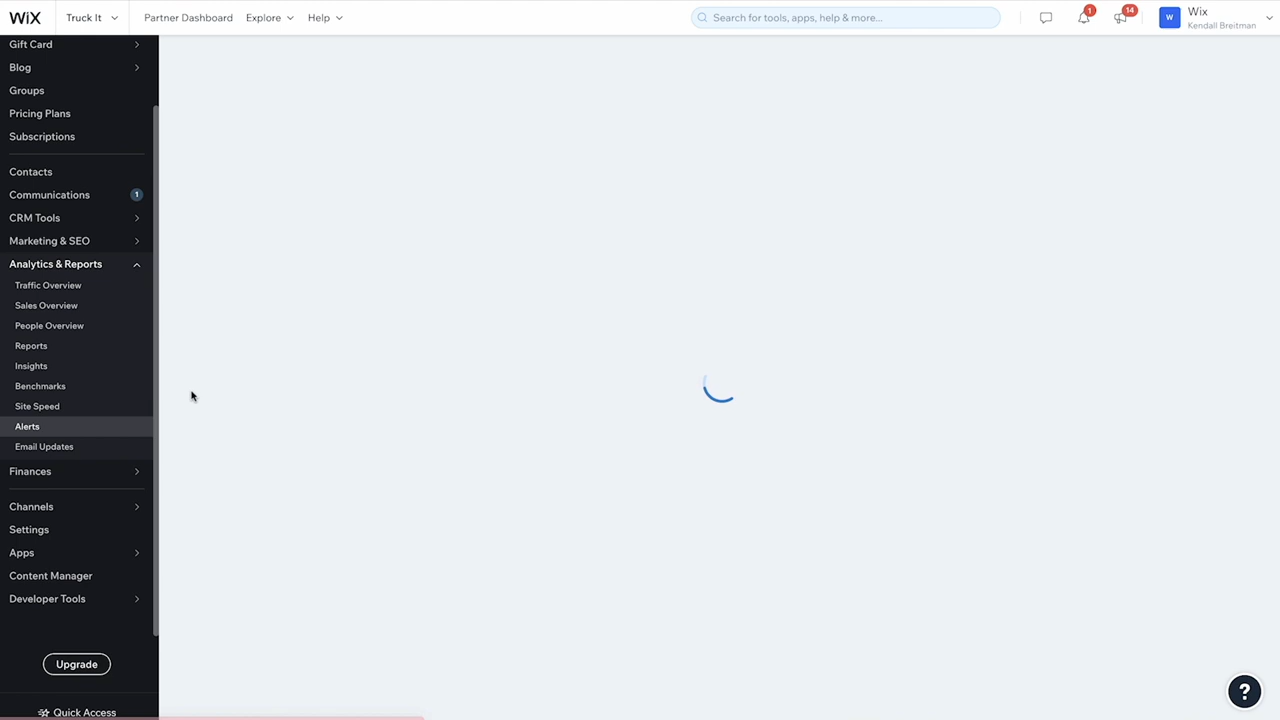 WiX
Truck It
Partner Dashboard
Explore
Help
Search for tools, apps, help & more...
1
14
W
Wix
Kendall Breitman
Gift Card
Blog
Groups
Pricing Plans
Subscriptions
Contacts
Communications
1
CRM Tools
Marketing & SEO
Analytics & Reports
Traffic Overview
Sales Overview
People Overview
Reports
Insights
Benchmarks
Site Speed
Alerts
Email Updates
Finances
Channels
Settings
Apps
Content Manager
Developer Tools
Upgrade
Quick Access
?